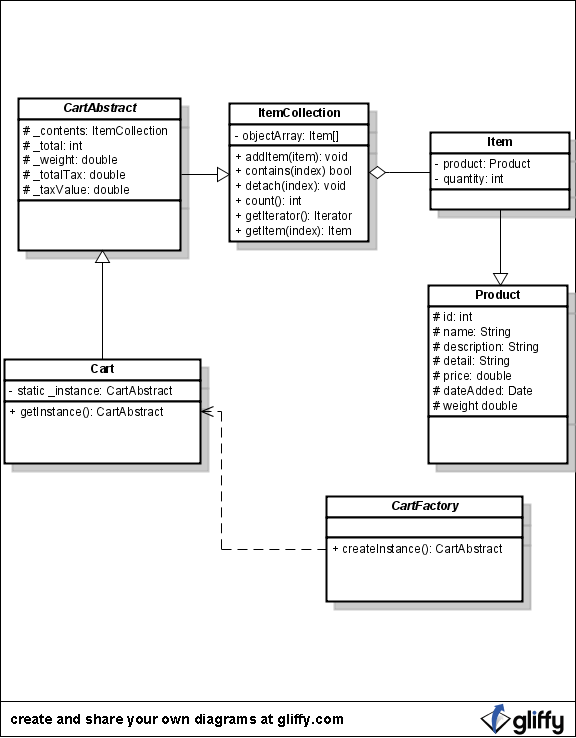 CartAbstract
# _contents: ItemCollection
# _total: int
# _weight: double
# _totalTax: double
# _taxValue: double
ItemCollection
- objectArray: Item[]
+ addItem(item): void
+ contains(index) bool
+ detach(index): void
+ count(): int
+ getIterator(): Iterator
+ getItem(index): Item
Item
- product: Product
- quantity: int
Product
# id: int
# name: String
# description: String
# detail: String
# price: double
# dateAdded: Date
# weight double
Cart
- static _instance: CartAbstract
+ getInstance(): CartAbstract
CartFactory
+ createInstance(): CartAbstract
create and share your own diagrams at gliffy.com
gliffy